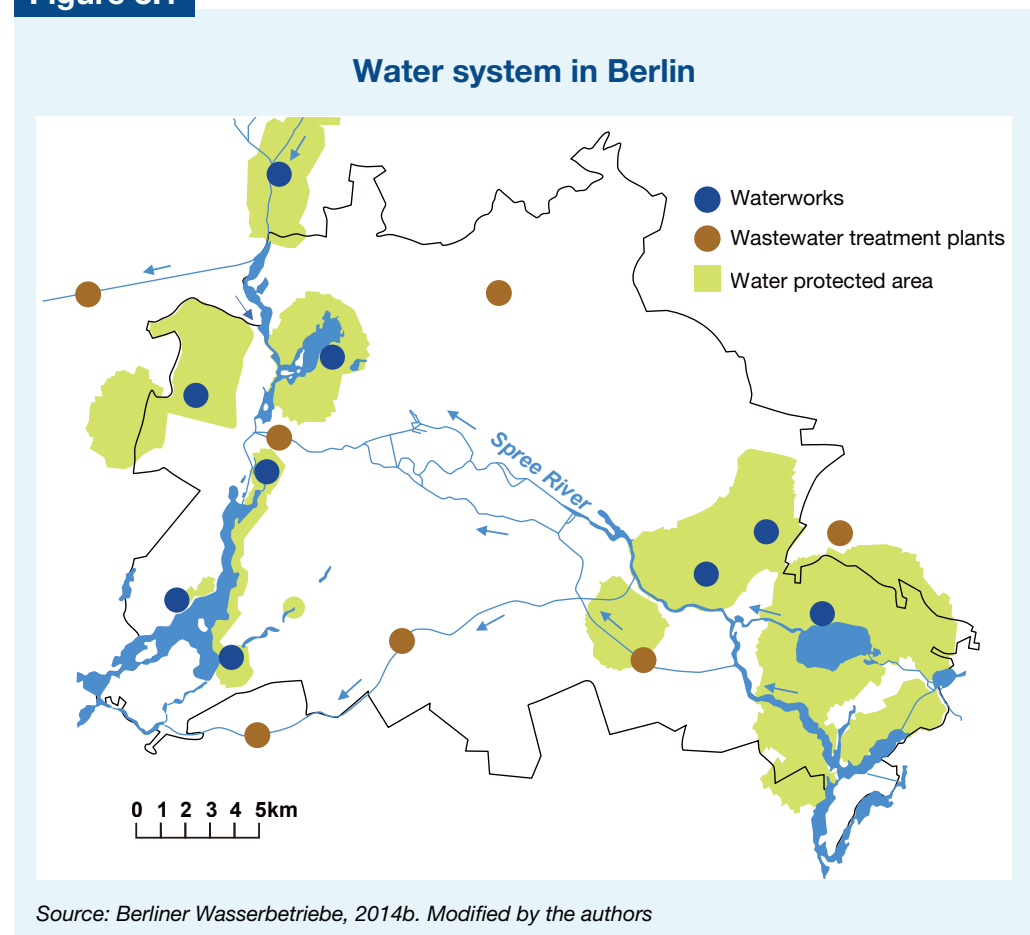 Water system in Berlin
Waterworks
Wastewater treatment plants
Water protected area
Spree River
0 1 2 3 4 5km
Source: Berliner Wasserbetriebe, 2014b. Modified by the authors